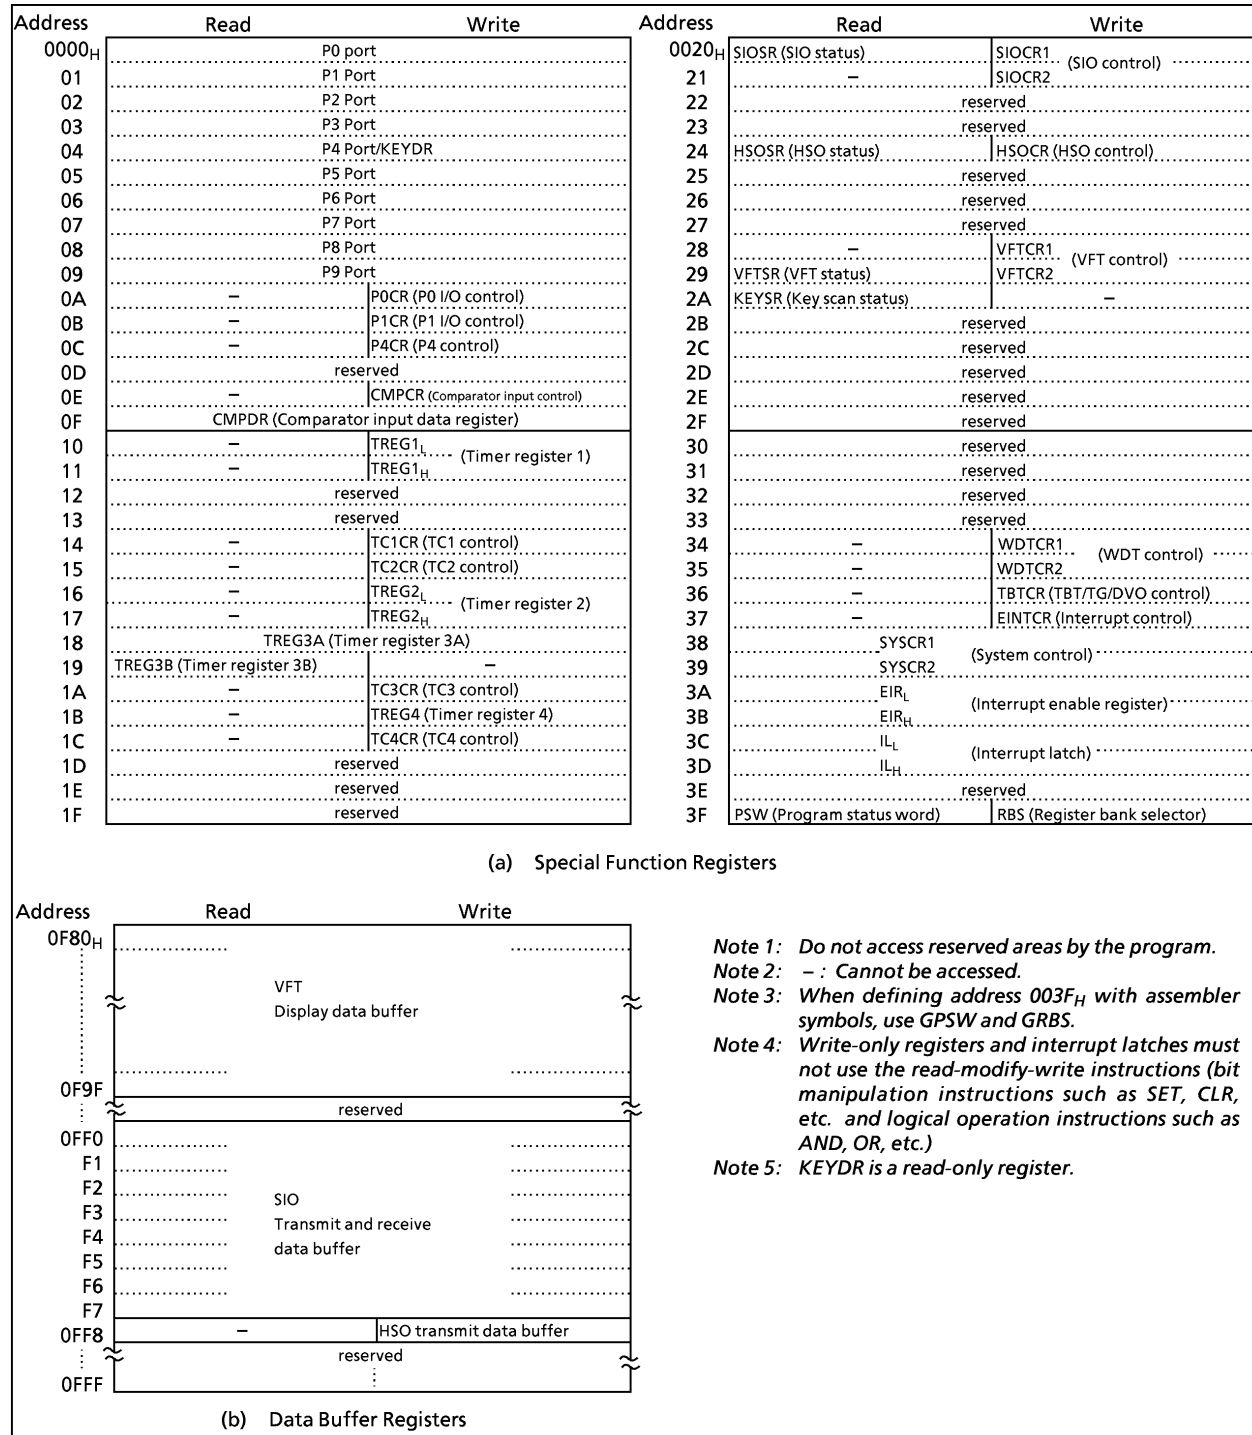 Address Read Write
0000H P0 port
01 P1 Port
02 P2 Port
03 P3 Port
04 P4 Port/KEYDR
05 P5 Port
06 P6 Port
07 P7 Port
08 P8 Port
09 P9 Port
0A – P0CR (P0 I/O control)
0B – P1CR (P1 I/O control)
0C – P4CR (P4 control)
0D reserved
0E – CMPCR (Comparator input control)
0F CMPDR (Comparator input data register)
10 – TREG1L
(Timer register 1)
11 – TREG1H
12 reserved
13 reserved
14 – TC1CR (TC1 control)
15 – TC2CR (TC2 control)
16 – TREG2L
(Timer register 2)
17 – TREG2H
18 TREG3A (Timer register 3A)
19 TREG3B (Timer register 3B) –
1A – TC3CR (TC3 control)
1B – TREG4 (Timer register 4)
1C – TC4CR (TC4 control)
1D reserved
1E reserved
1F reserved
Address Read Write
0020H SIOSR (SIO status) SIOCR1
(SIO control)
21 – SIOCR2
22 reserved
23 reserved
24 HSOSR (HSO status) HSOCR (HSO control)
25 reserved
26 reserved
27 reserved
28 – VFTCR1
(VFT control)
29 VFTSR (VFT status) VFTCR2
2A KEYSR (Key scan status) –
2B reserved
2C reserved
2D reserved
2E reserved
2F reserved
30 reserved
31 reserved
32 reserved
33 reserved
34 – WDTCR1
(WDT control)
35 – WDTCR2
36 – TBTCR (TBT/TG/DVO control)
37 – EINTCR (Interrupt control)
38 SYSCR1
(System control)
39 SYSCR2
3A EIRL
(Interrupt enable register)
3B EIRH
3C ILL
(Interrupt latch)
3D ILH
3E reserved
3F PSW (Program status word) RBS (Register bank selector)
(a) Special Function Registers
Address Read Write
0F80H
VFT
Display data buffer
0F9F
reserved
0FF0
F1
F2
SIO
F3
Transmit and receive
F4
data buffer
F5
F6
F7
0FF8 – HSO transmit data buffer
reserved
0FFF
(b) Data Buffer Registers
Note 1: Do not access reserved areas by the program.
Note 2: – : Cannot be accessed.
Note 3: When defining address 003FH with assembler
symbols, use GPSW and GRBS.
Note 4: Write-only registers and interrupt latches must
not use the read-modify-write instructions (bit
manipulation instructions such as SET, CLR,
etc. and logical operation instructions such as
AND, OR, etc.)
Note 5: KEYDR is a read-only register.